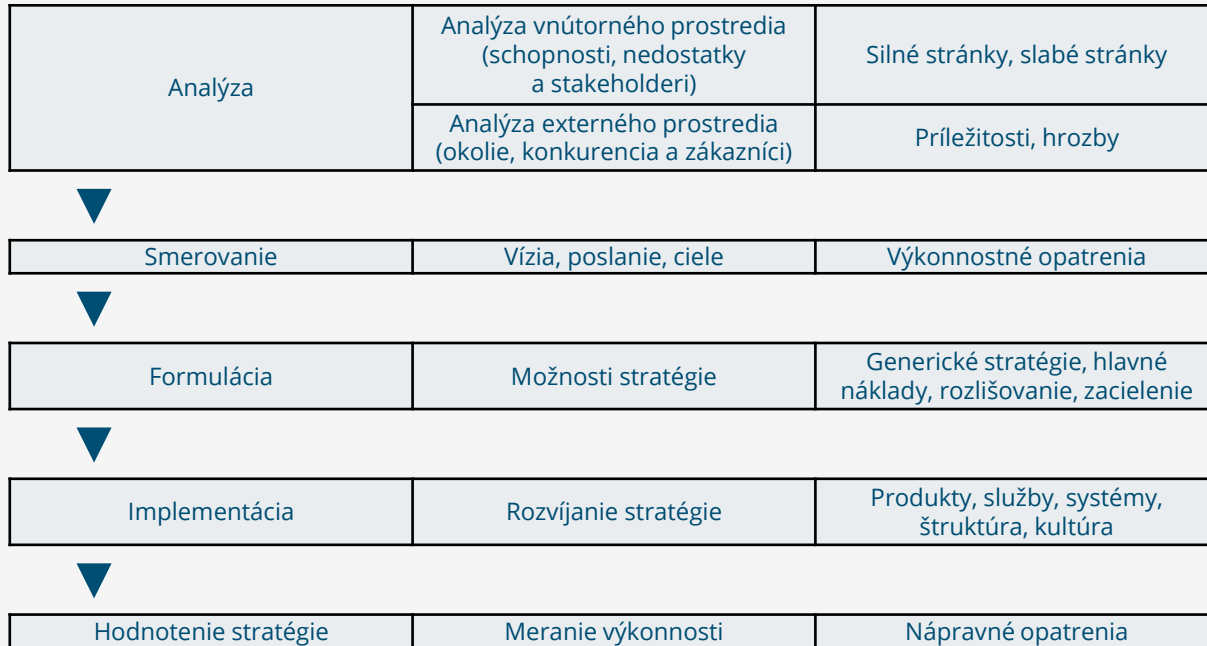 Analýza
Analýza vnútorného prostredia
(schopnosti, nedostatky
a stakeholderi)
Silné stránky, slabé stránky
Analýza externého prostredia
(okolie, konkurencia a zákazníci)
Príležitosti, hrozby
Smerovanie
Vízia, poslanie, ciele
Výkonnostné opatrenia
Formulácia
Možnosti stratégie
Generické stratégie, hlavné
náklady, rozlišovanie, zacielenie
Implementácia
Rozvíjanie stratégie
Produkty, služby, systémy,
štruktúra, kultúra
Hodnotenie stratégie
Meranie výkonnosti
Nápravné opatrenia